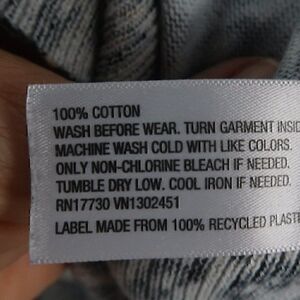 100% COTTON
WASH BEFORE WEAR. TURN GARMENT INSID
MACHINE WASH COLD WITH LIKE COLORS.
ONLY NON-CHLORINE BLEACH IF NEEDED.
TUMBLE DRY LOW. COOL IRON IF NEEDED.
RN17730 VN1302451
LABEL MADE FROM 100% RECYCLED PLASTI